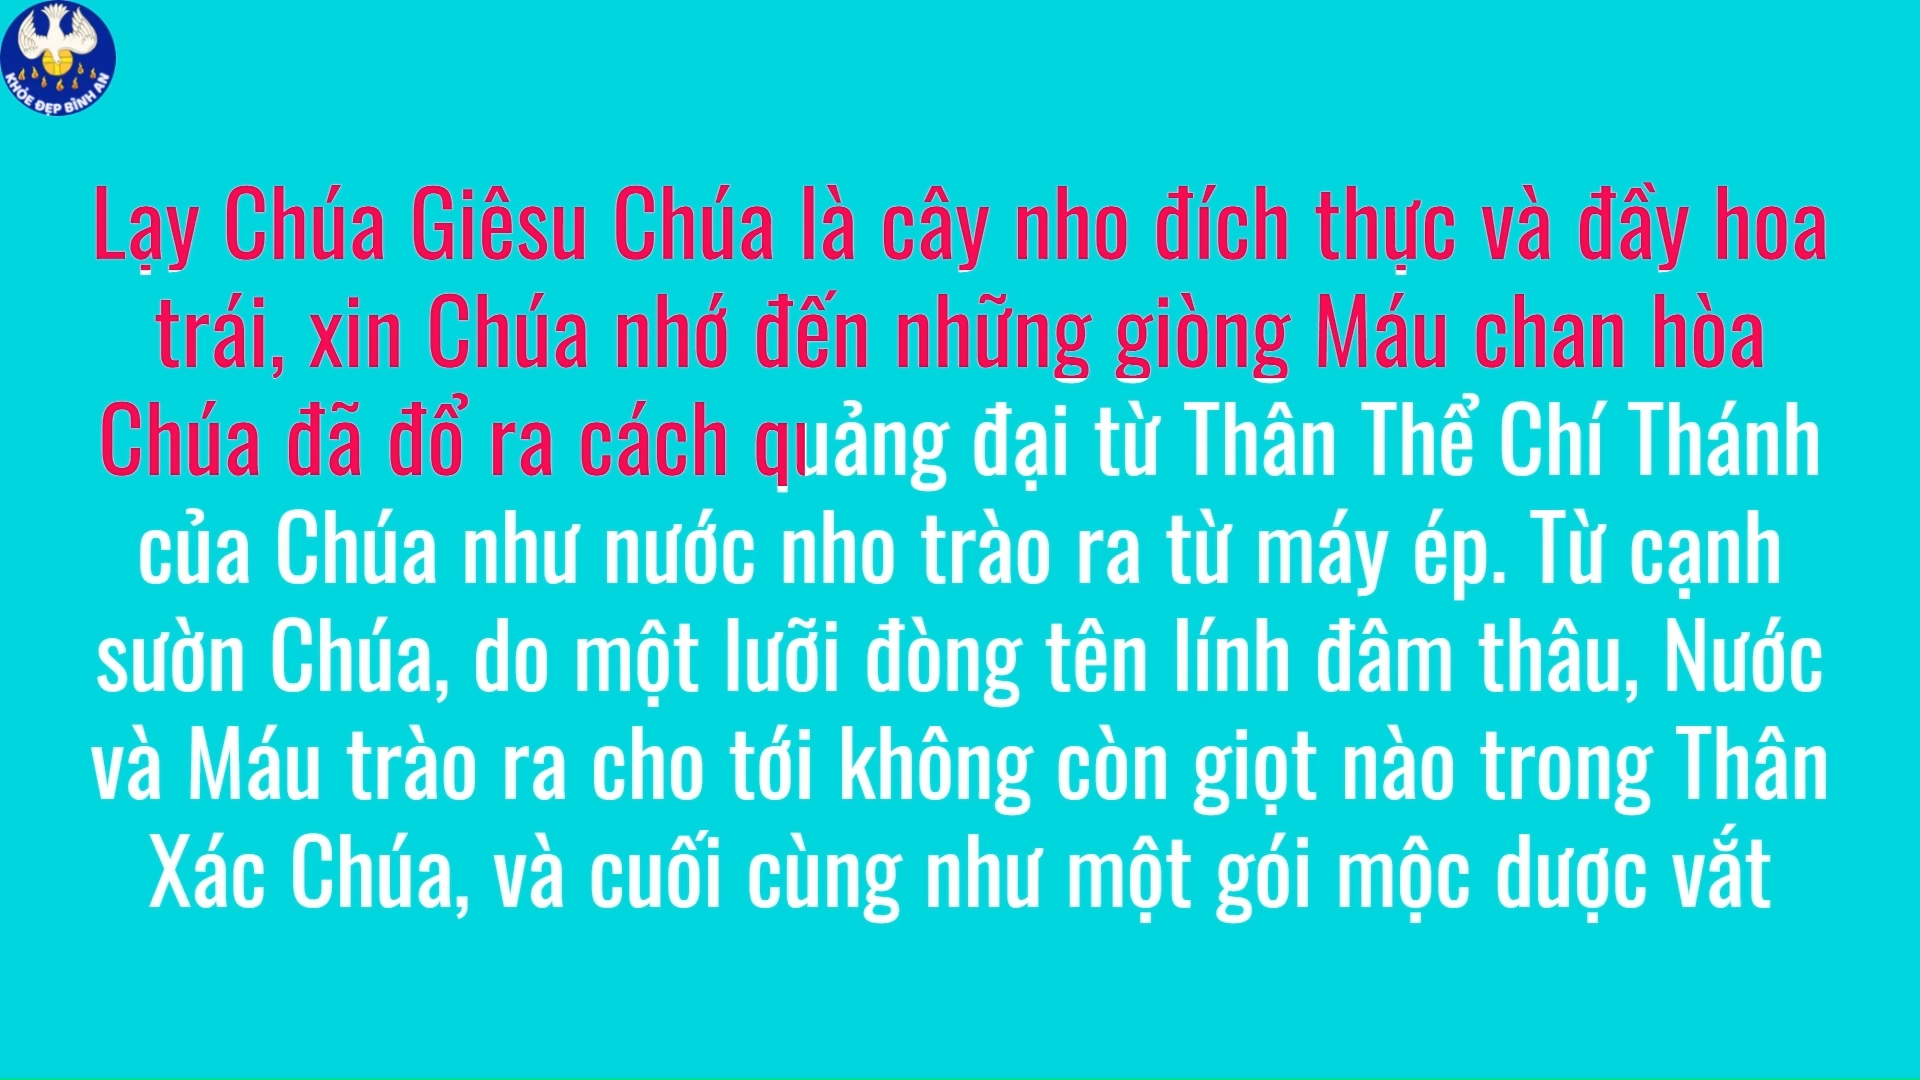 KHỎE ĐẸP BÌNH AN
Lạy Chúa Giêsu Chúa là cây nho đích thực và đầy hoa
trái, xin Chúa nhớ đến những giòng Máu chan hòa
Chúa đã đổ ra cách quảng đại từ Thân Thể Chí Thánh
của Chúa như nước nho trào ra từ máy ép. Từ cạnh
sườn Chúa, do một lưỡi đòng tên lính đâm thâu, Nước
và Máu trào ra cho tới không còn giọt nào trong Thân
Xác Chúa, và cuối cùng như một gói mộc dược vắt